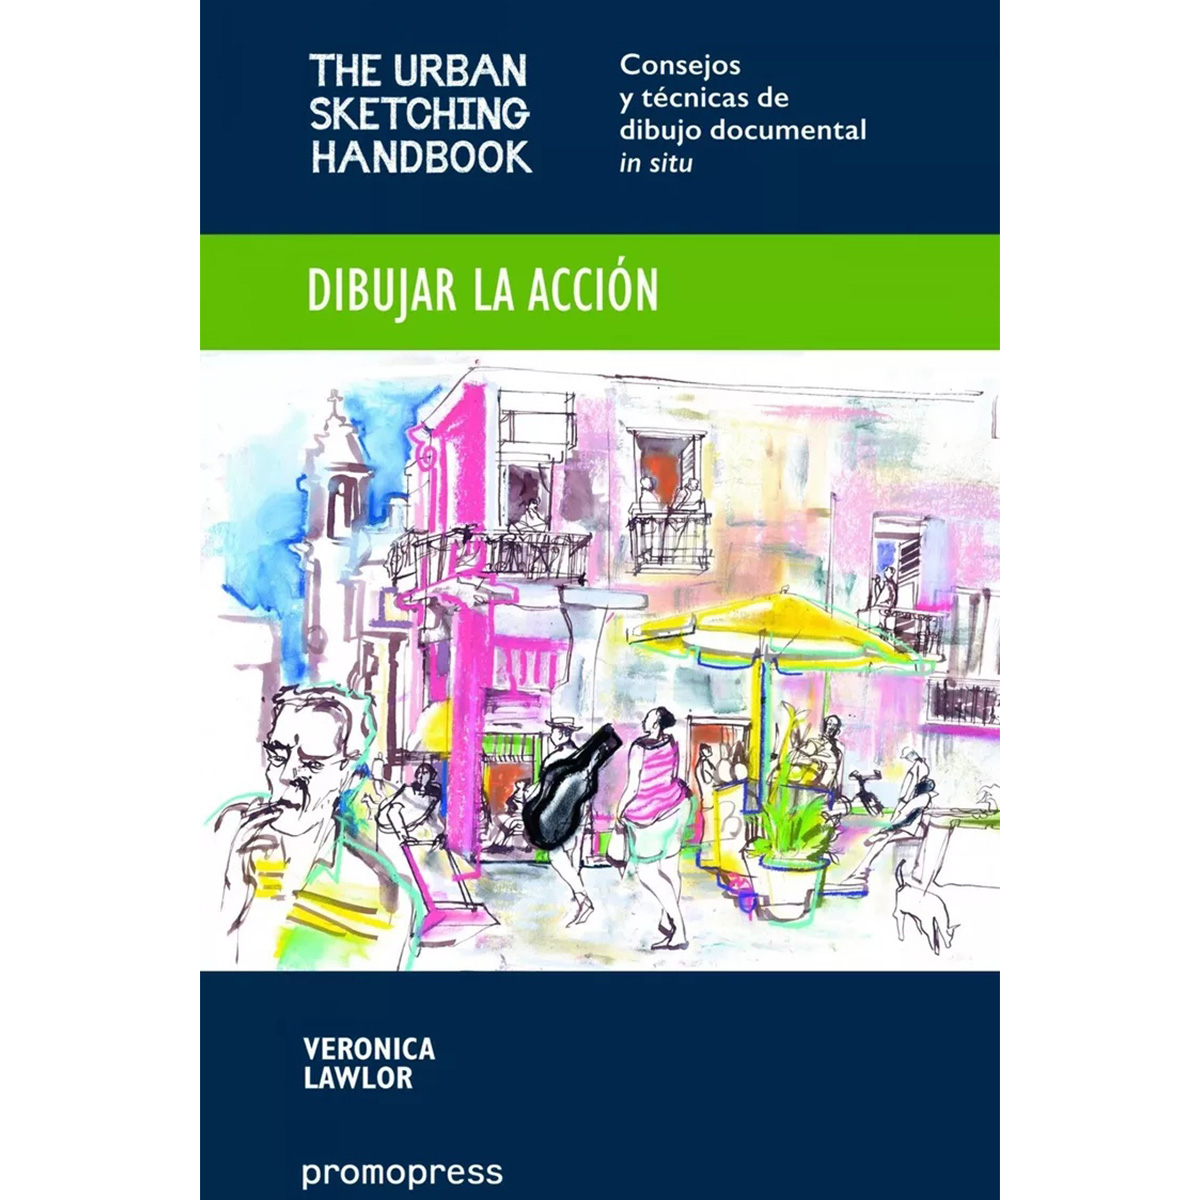 THE URBAN
SKETCHING
HANDBOOK
Consejos
y técnicas de
dibujo documental
in situ
DIBUJAR LA ACCIÓN
VERONICA
LAWLOR
promopress